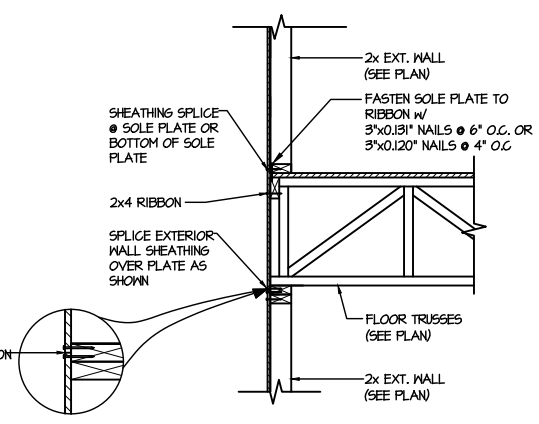 2x EXT. WALL
(SEE PLAN)
FASTEN SOLE PLATE TO
RIBBON W/
3"x0.131" NAILS @ 6" O.C. OR
3"x0.120" NAILS @ 4" O.C
SHEATHING SPLICE
@ SOLE PLATE OR
BOTTOM OF SOLE
PLATE
2x4 RIBBON
SPLICE EXTERIOR
WALL SHEATHING
OVER PLATE AS
SHOWN
ON
FLOOR TRUSSES
(SEE PLAN)
2x EXT. WALL
(SEE PLAN)